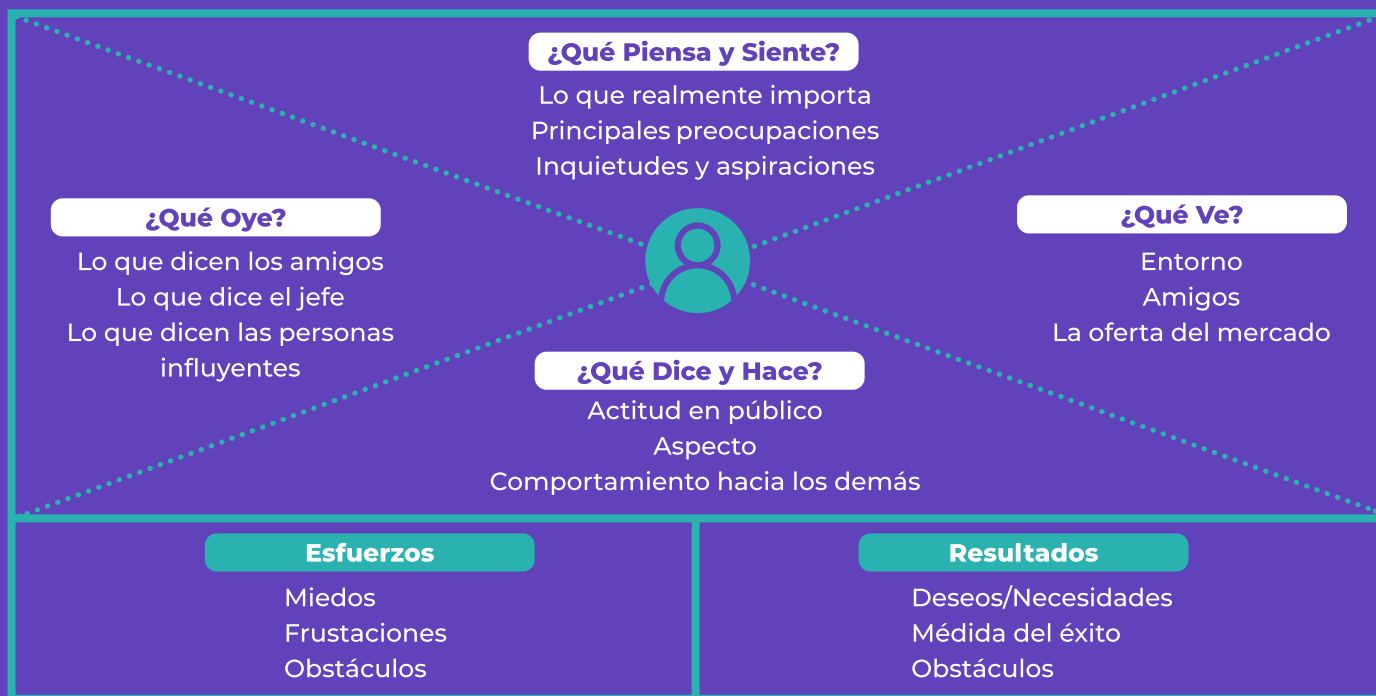 ¿Qué Piensa y Siente?
Lo que realmente importa
Principales preocupaciones
Inquietudes y aspiraciones
¿Qué Oye?
Lo que dicen los amigos
Lo que dice el jefe
Lo que dicen las personas
influyentes
¿Qué Ve?
Entorno
Amigos
La oferta del mercado
¿Qué Dice y Hace?
Actitud en público
Aspecto
Comportamiento hacia los demás
Esfuerzos
Miedos
Frustaciones
Obstáculos
Resultados
Deseos/Necesidades
Médida del éxito
Obstáculos